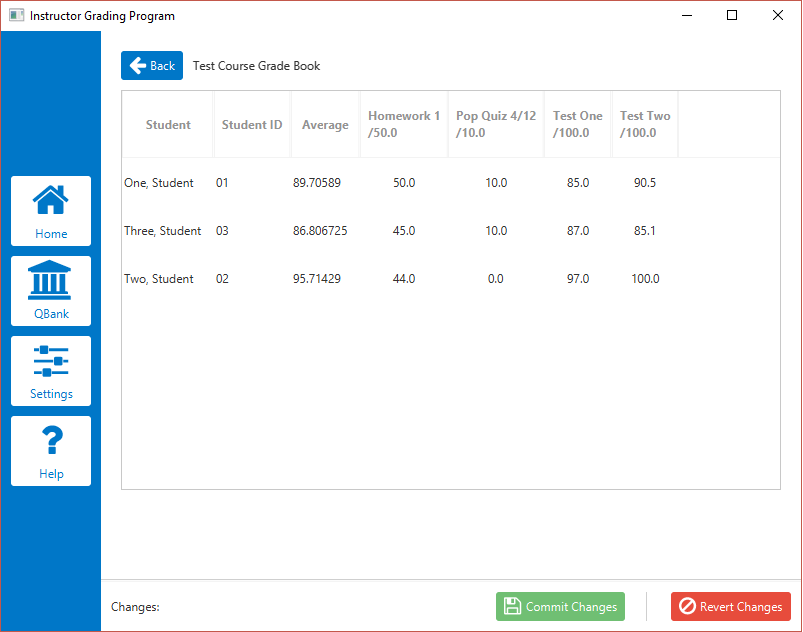 Instructor Grading Program
Back
Test Course Grade Book
Student Student ID Average Homework 1 /50.0 Pop Quiz 4/12 /10.0 Test One /100.0 Test Two /100.0
One, Student 01 89.70589 50.0 10.0 85.0 90.5
Three, Student 03 86.806725 45.0 10.0 87.0 85.1
Two, Student 02 95.71429 44.0 0.0 97.0 100.0
Home
QBank
Settings
Help
Changes:
Commit Changes
Revert Changes